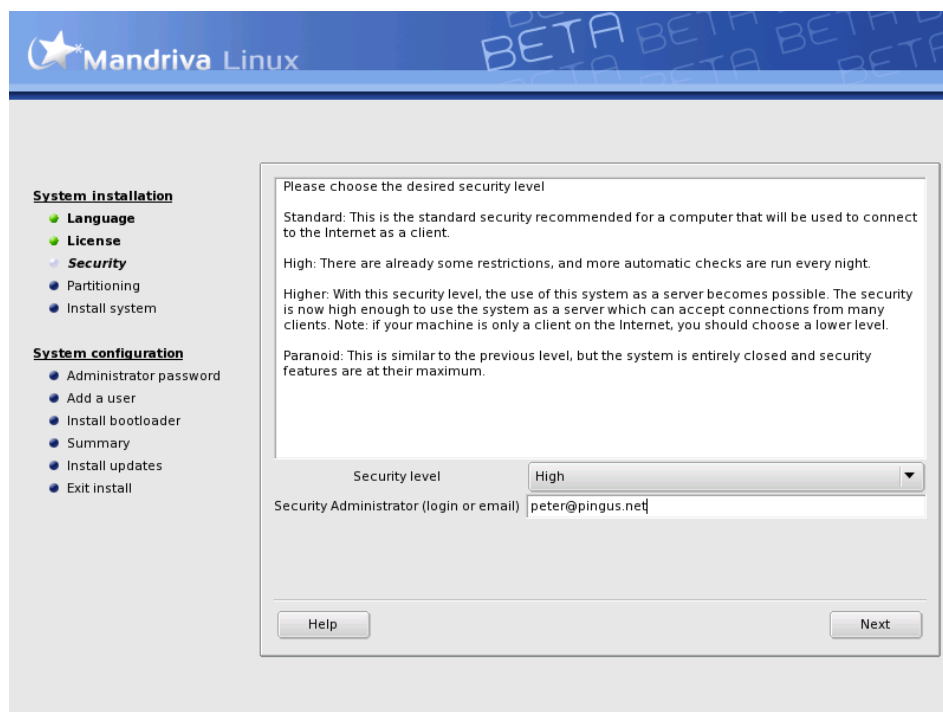 Mandriva Linux
BETA BETA BETA
BETA BETA BETA BETA
System installation
Language
License
Security
Partitioning
Install system
System configuration
Administrator password
Add a user
Install bootloader
Summary
Install updates
Exit install
Please choose the desired security level
Standard: This is the standard security recommended for a computer that will be used to connect
to the Internet as a client.
High: There are already some restrictions, and more automatic checks are run every night.
Higher: With this security level, the use of this system as a server becomes possible. The security
is now high enough to use the system as a server which can accept connections from many
clients. Note: if your machine is only a client on the Internet, you should choose a lower level.
Paranoid: This is similar to the previous level, but the system is entirely closed and security
features are at their maximum.
Security level
High
Security Administrator (login or email)
peter@pingus.net
Help
Next